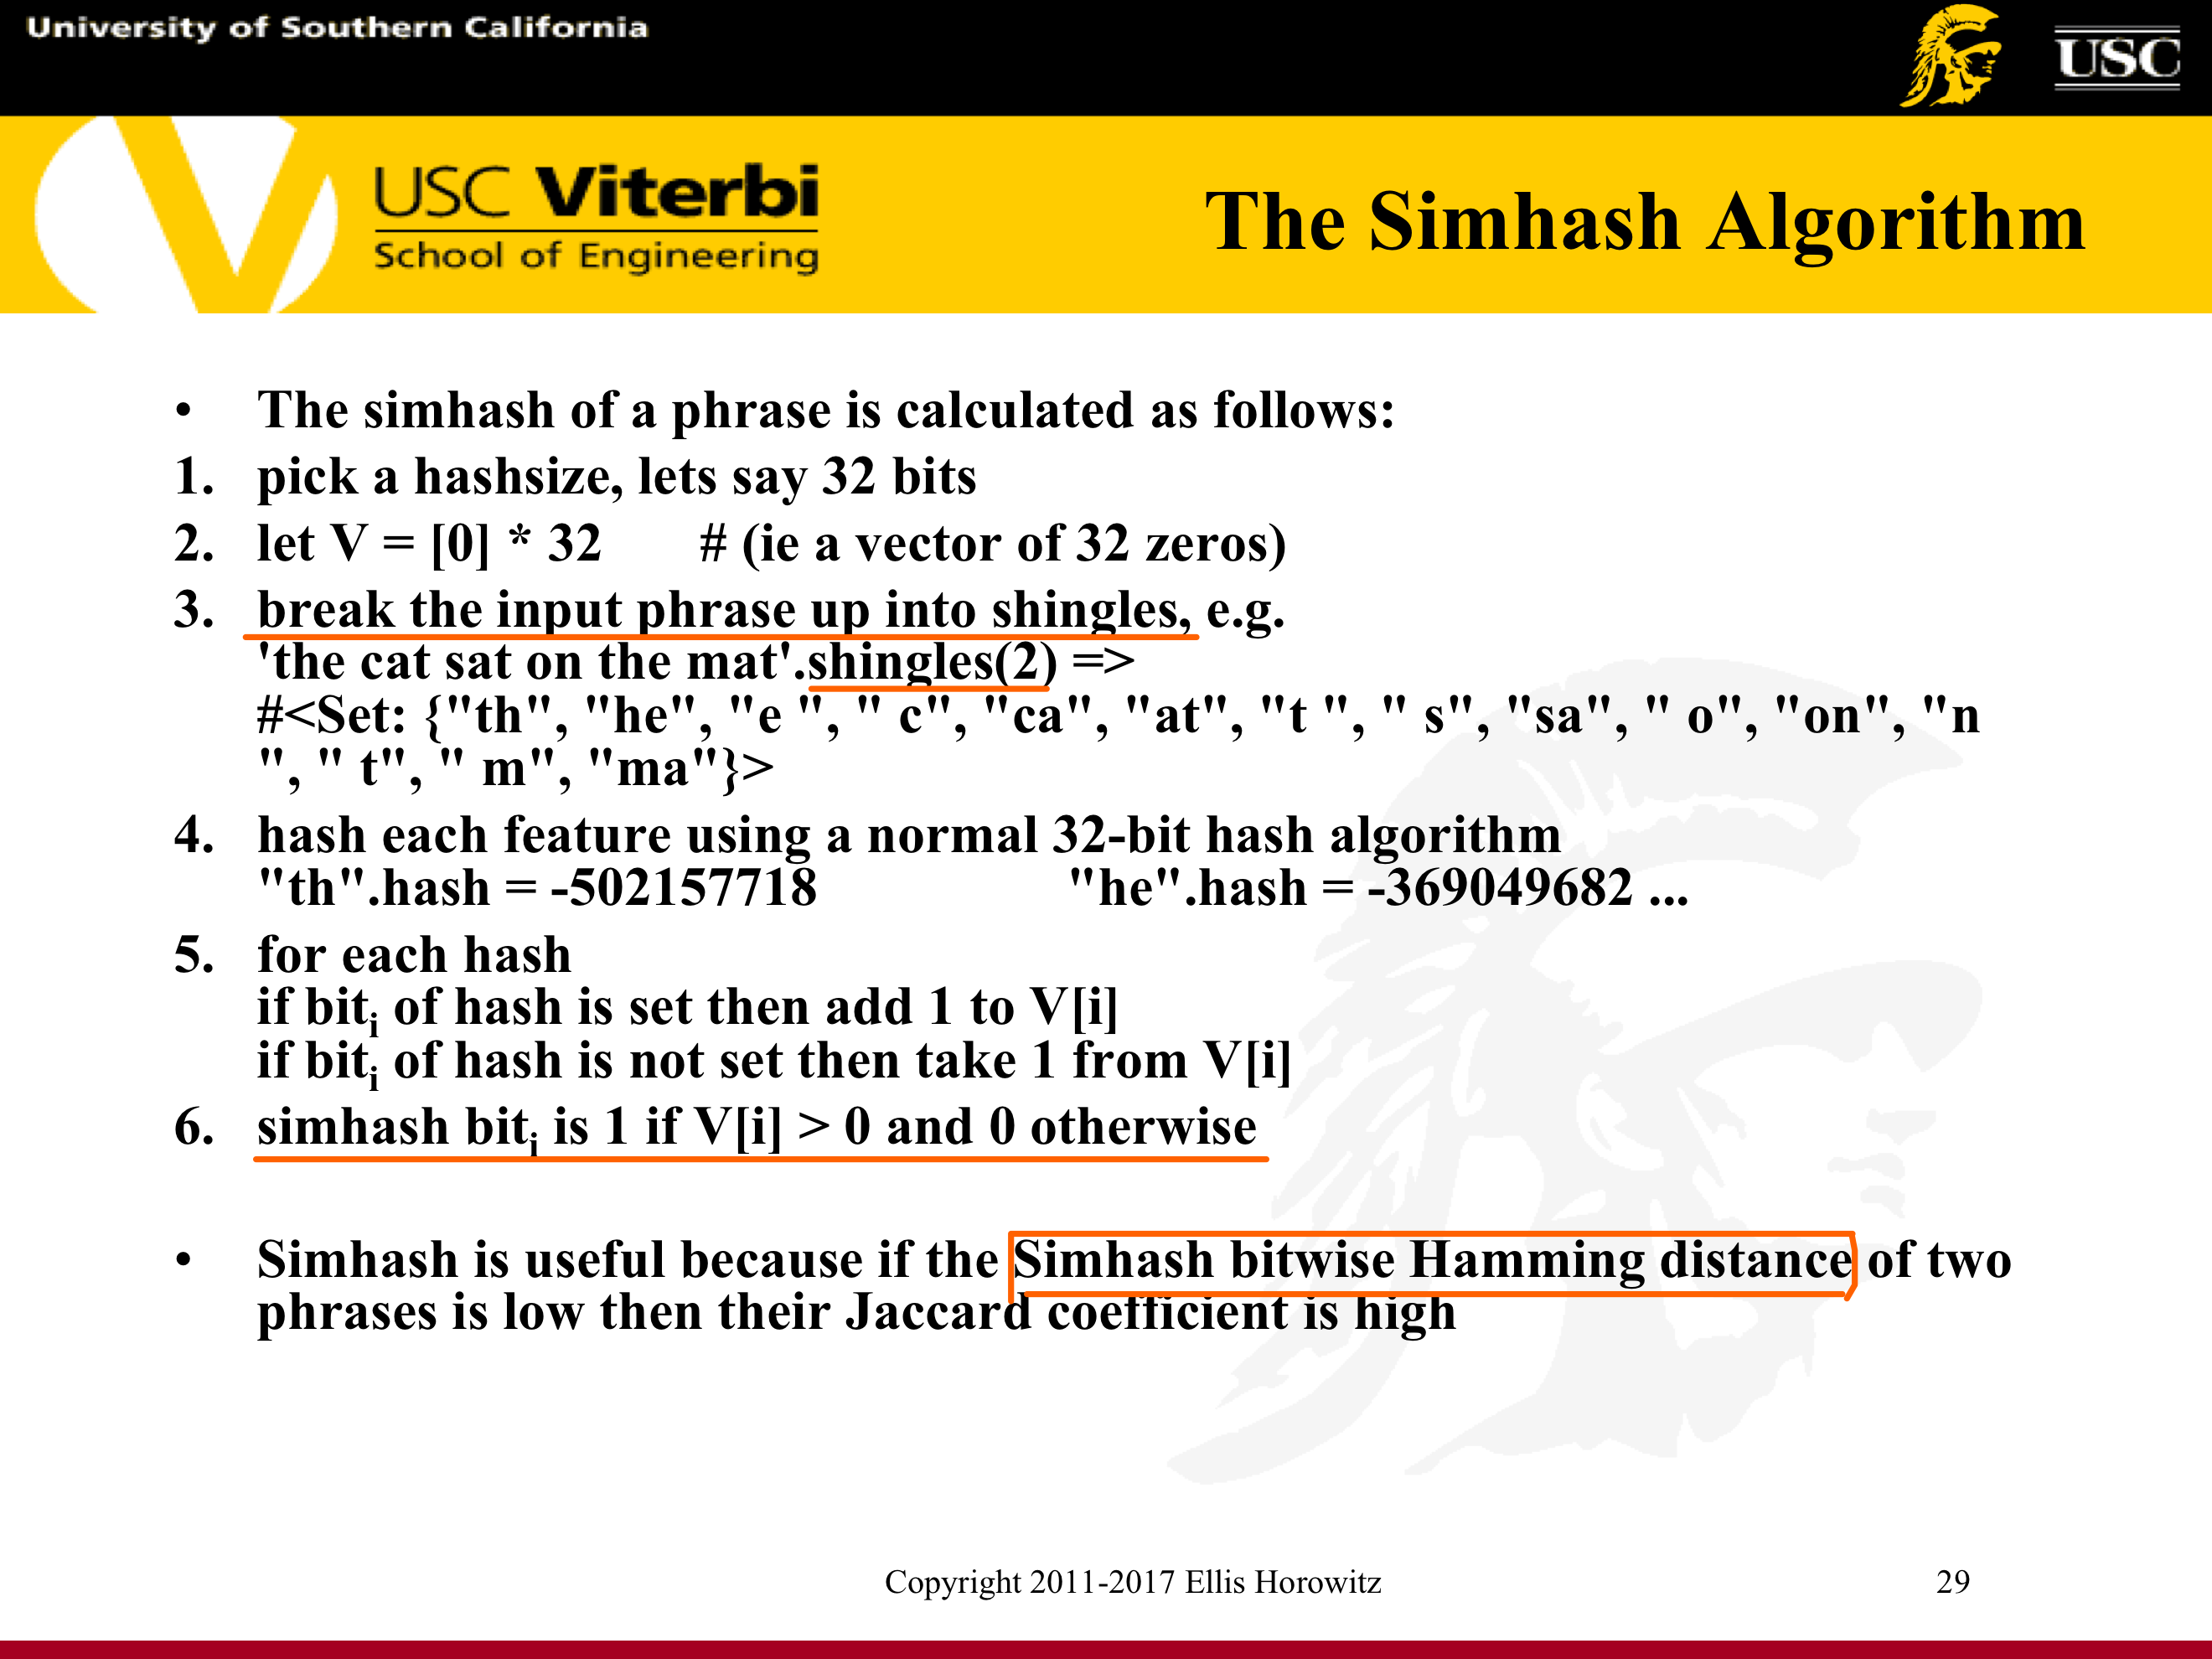 University of Southern California
USC
USC Viterbi
School of Engineering
The Simhash Algorithm
• The simhash of a phrase is calculated as follows:
1. pick a hashsize, lets say 32 bits
2. let V = [0] * 32 # (ie a vector of 32 zeros)
3. break the input phrase up into shingles, e.g.
'the cat sat on the mat'.shingles(2) =>
#<Set: {"th", "he", "e ", " c", "ca", "at", "t ", " s", "sa", " o", "on", "n
", " t", " m", "ma"}>
4. hash each feature using a normal 32-bit hash algorithm
"th".hash = -502157718 "he".hash = -369049682 ...
5. for each hash
if biti of hash is set then add 1 to V[i]
if biti of hash is not set then take 1 from V[i]
6. simhash biti is 1 if V[i] > 0 and 0 otherwise
• Simhash is useful because if the Simhash bitwise Hamming distance of two
phrases is low then their Jaccard coefficient is high
Copyright 2011-2017 Ellis Horowitz
29